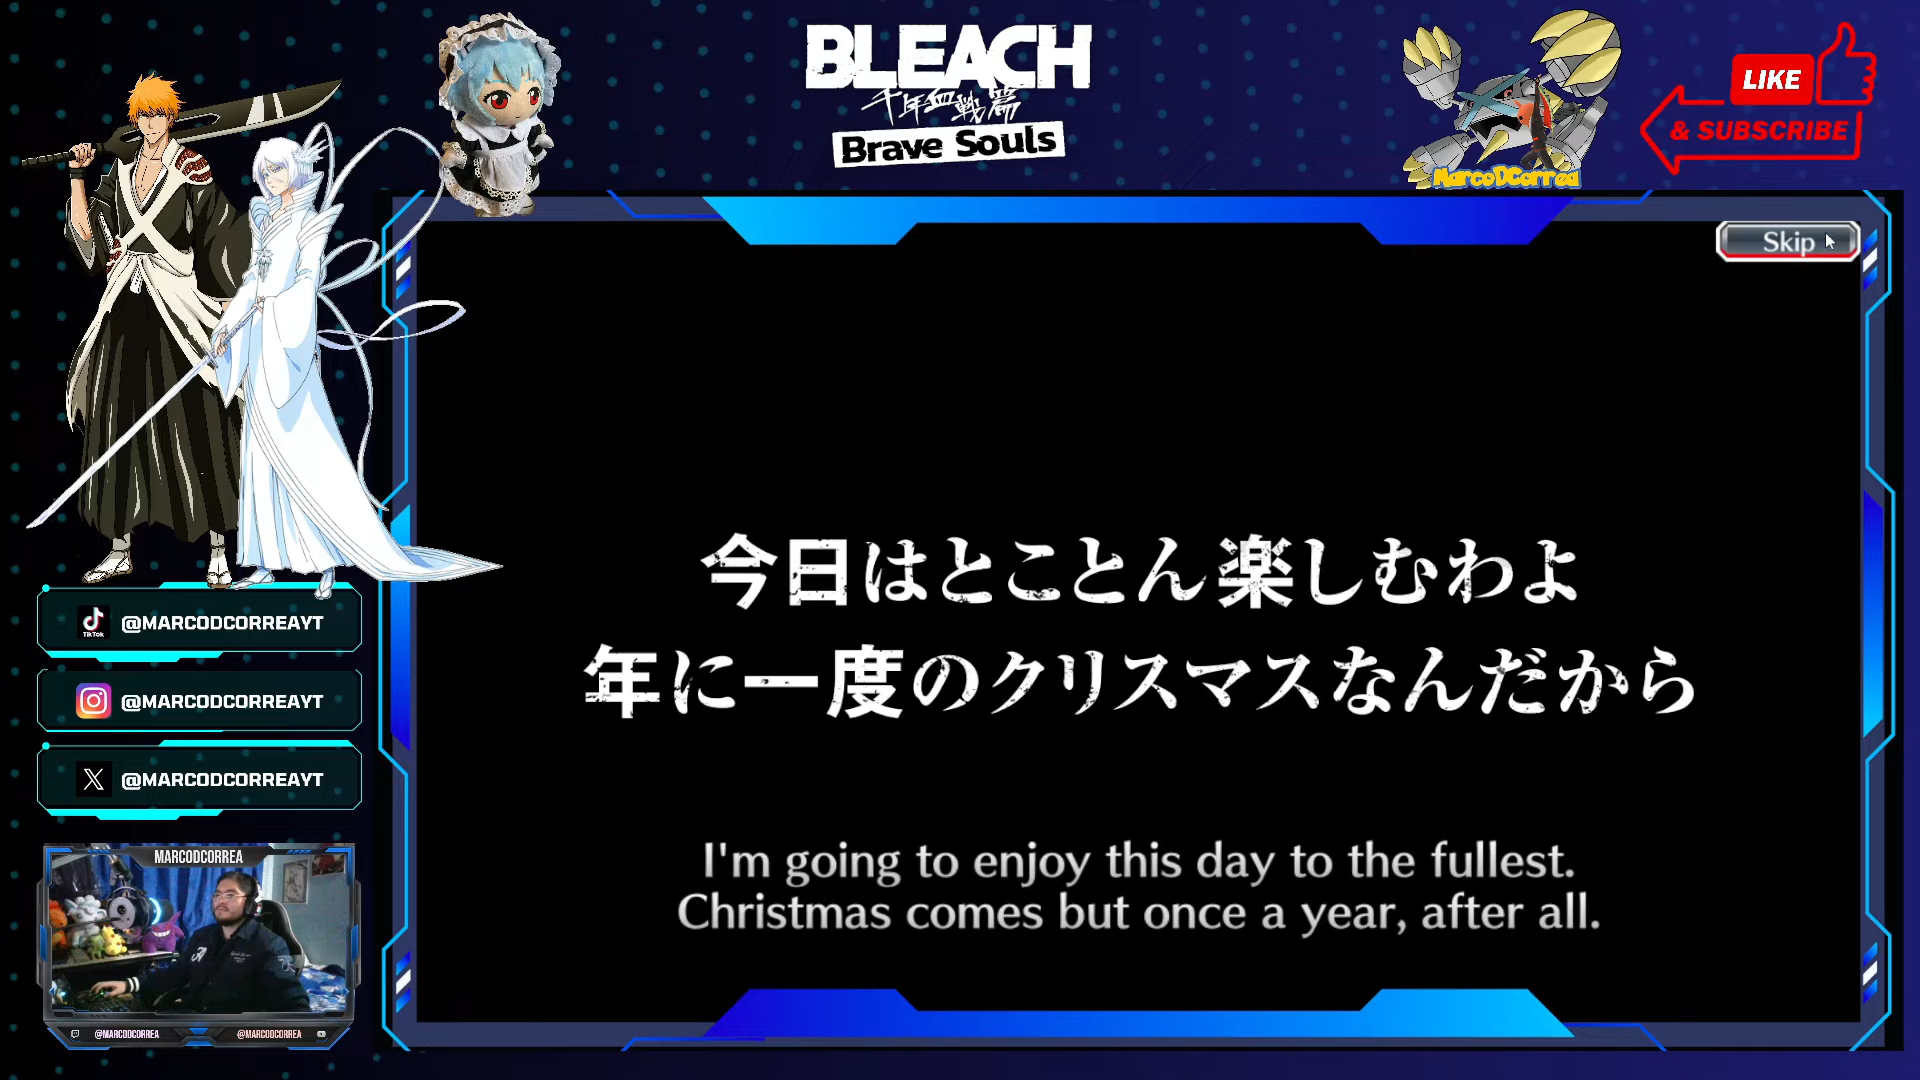 BLEACH
千年血戦篇
Brave Souls
MarcoDCorrea
LIKE
& SUBSCRIBE
Skip
今日はとことん楽しむわよ
年に一度のクリスマスなんだから
I'm going to enjoy this day to the fullest.
Christmas comes but once a year, after all.
TikTok
@MARCODCORREAYT
@MARCODCORREAYT
@MARCODCORREAYT
MARCODCORREA
@MARCODCORREA
@MARCODCORREA